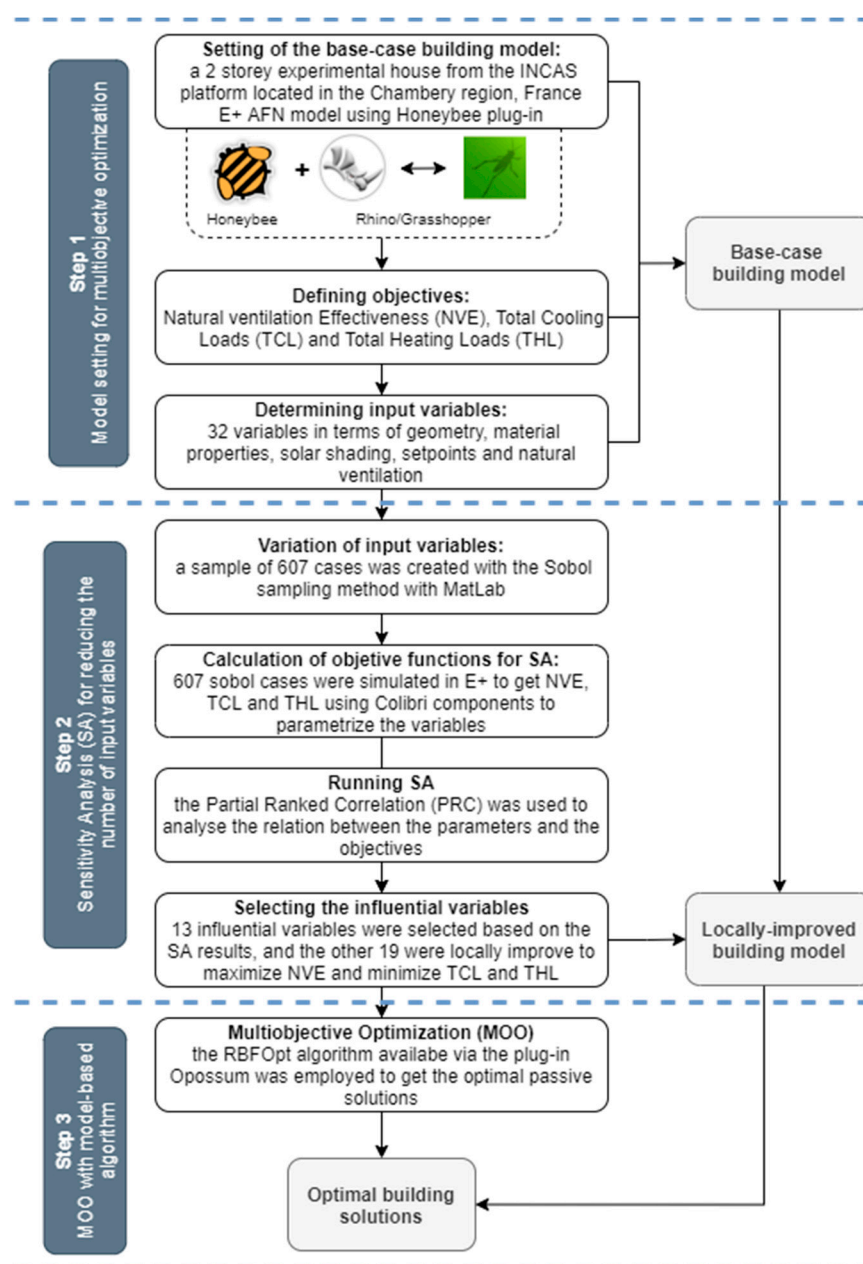 Step 1
Model setting for multiobjective optimization
Setting of the base-case building model:
a 2 storey experimental house from the INCAS
platform located in the Chambery region, France
E+ AFN model using Honeybee plug-in
+
Honeybee
Rhino/Grasshopper
Defining objectives:
Natural ventilation Effectiveness (NVE), Total Cooling
Loads (TCL) and Total Heating Loads (THL)
Determining input variables:
32 variables in terms of geometry, material
properties, solar shading, setpoints and natural
ventilation
Base-case
building model
Step 2
Sensitivity Analysis (SA) for reducing the
number of input variables
Variation of input variables:
a sample of 607 cases was created with the Sobol
sampling method with MatLab
Calculation of objetive functions for SA:
607 sobol cases were simulated in E+ to get NVE,
TCL and THL using Colibri components to
parametrize the variables
Running SA
the Partial Ranked Correlation (PRC) was used to
analyse the relation between the parameters and the
objectives
Selecting the influential variables
13 influential variables were selected based on the
SA results, and the other 19 were locally improve to
maximize NVE and minimize TCL and THL
Locally-improved
building model
Step 3
MOO with model-based
algorithm
Multiobjective Optimization (MOO)
the RBFOpt algorithm availabe via the plug-in
Opossum was employed to get the optimal passive
solutions
Optimal building
solutions